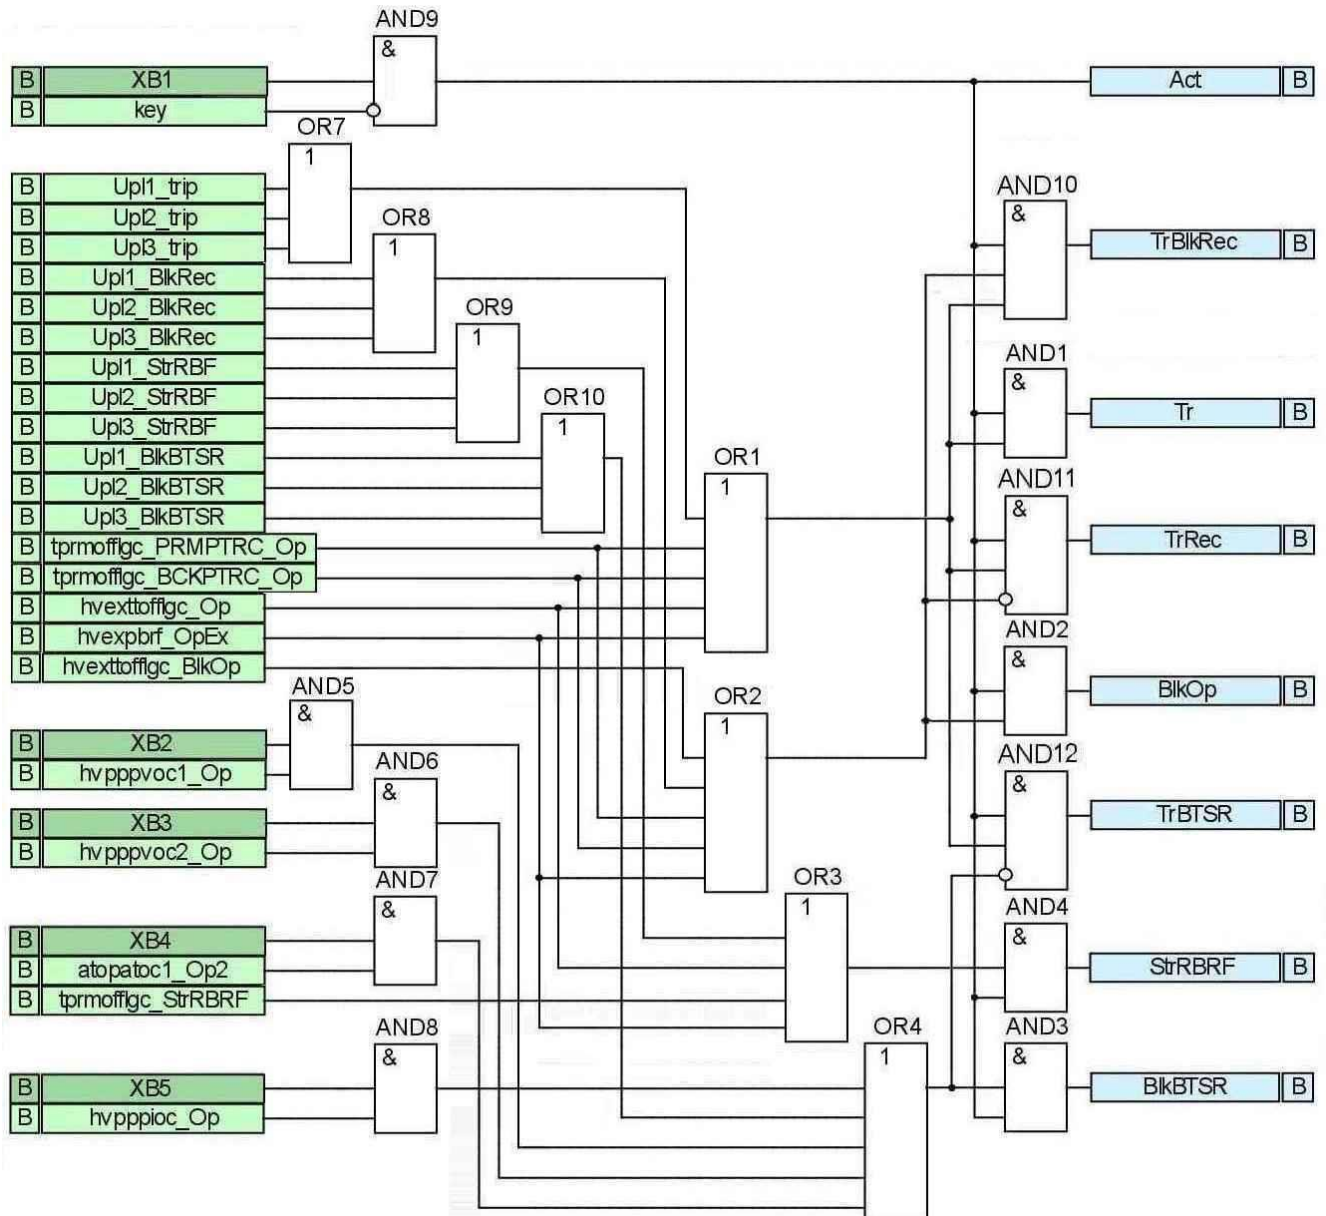 AND9
&
B XB1 Act B
B key
OR7
1
AND10
&
B Upl1_trip
B Upl2_trip
OR8
1
B Upl3_trip
TrBlkRec B
B Upl1_BlkRec
B Upl2_BlkRec
OR9
1
B Upl3_BlkRec
AND1
&
B Upl1_StrRBF
B Upl2_StrRBF
OR10
1
Tr B
B Upl3_StrRBF
B Upl1_BlkBTSR
OR1
1
B Upl2_BlkBTSR
AND11
&
B Upl3_BlkBTSR
B tprmofflgc_PRMPTRC_Op
TrRec B
B tprmofflgc_BCKPTRC_Op
B hvexttofflgc_Op
B hvexpbrf_OpEx
AND2
&
B hvexttofflgc_BlkOp
AND5
&
OR2
1
BlkOp B
B XB2
B hvpppvoc1_Op
AND6
&
AND12
&
B XB3
TrBTSR B
B hvpppvoc2_Op
AND7
&
OR3
1
AND4
&
B XB4
B atopatoc1_Op2
StrRBRF B
B tprmofflgc_StrRBRF
AND8
&
OR4
1
AND3
&
B XB5 BlkBTSR B
B hvpppioc_Op